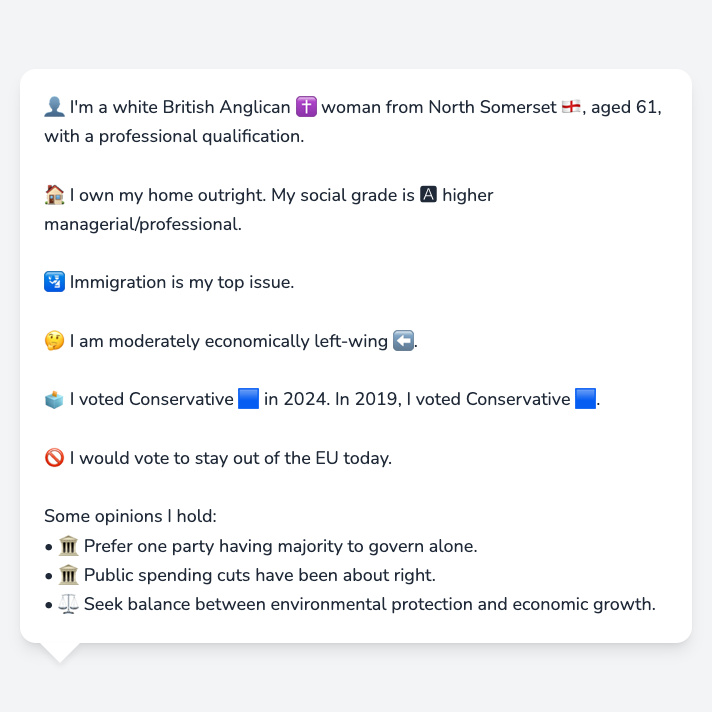 👤 I'm a white British Anglican ✝️ woman from North Somerset 🏴󠁧󠁢󠁥󠁮󠁧󠁿, aged 61,
with a professional qualification.
🏠 I own my home outright. My social grade is 🅰 higher
managerial/professional.
🛂 Immigration is my top issue.
🤔 I am moderately economically left-wing ⬅️.
🗳️ I voted Conservative 🟦 in 2024. In 2019, I voted Conservative 🟦.
🚫 I would vote to stay out of the EU today.
Some opinions I hold:
• 🏛️ Prefer one party having majority to govern alone.
• 🏛️ Public spending cuts have been about right.
• ⚖️ Seek balance between environmental protection and economic growth.